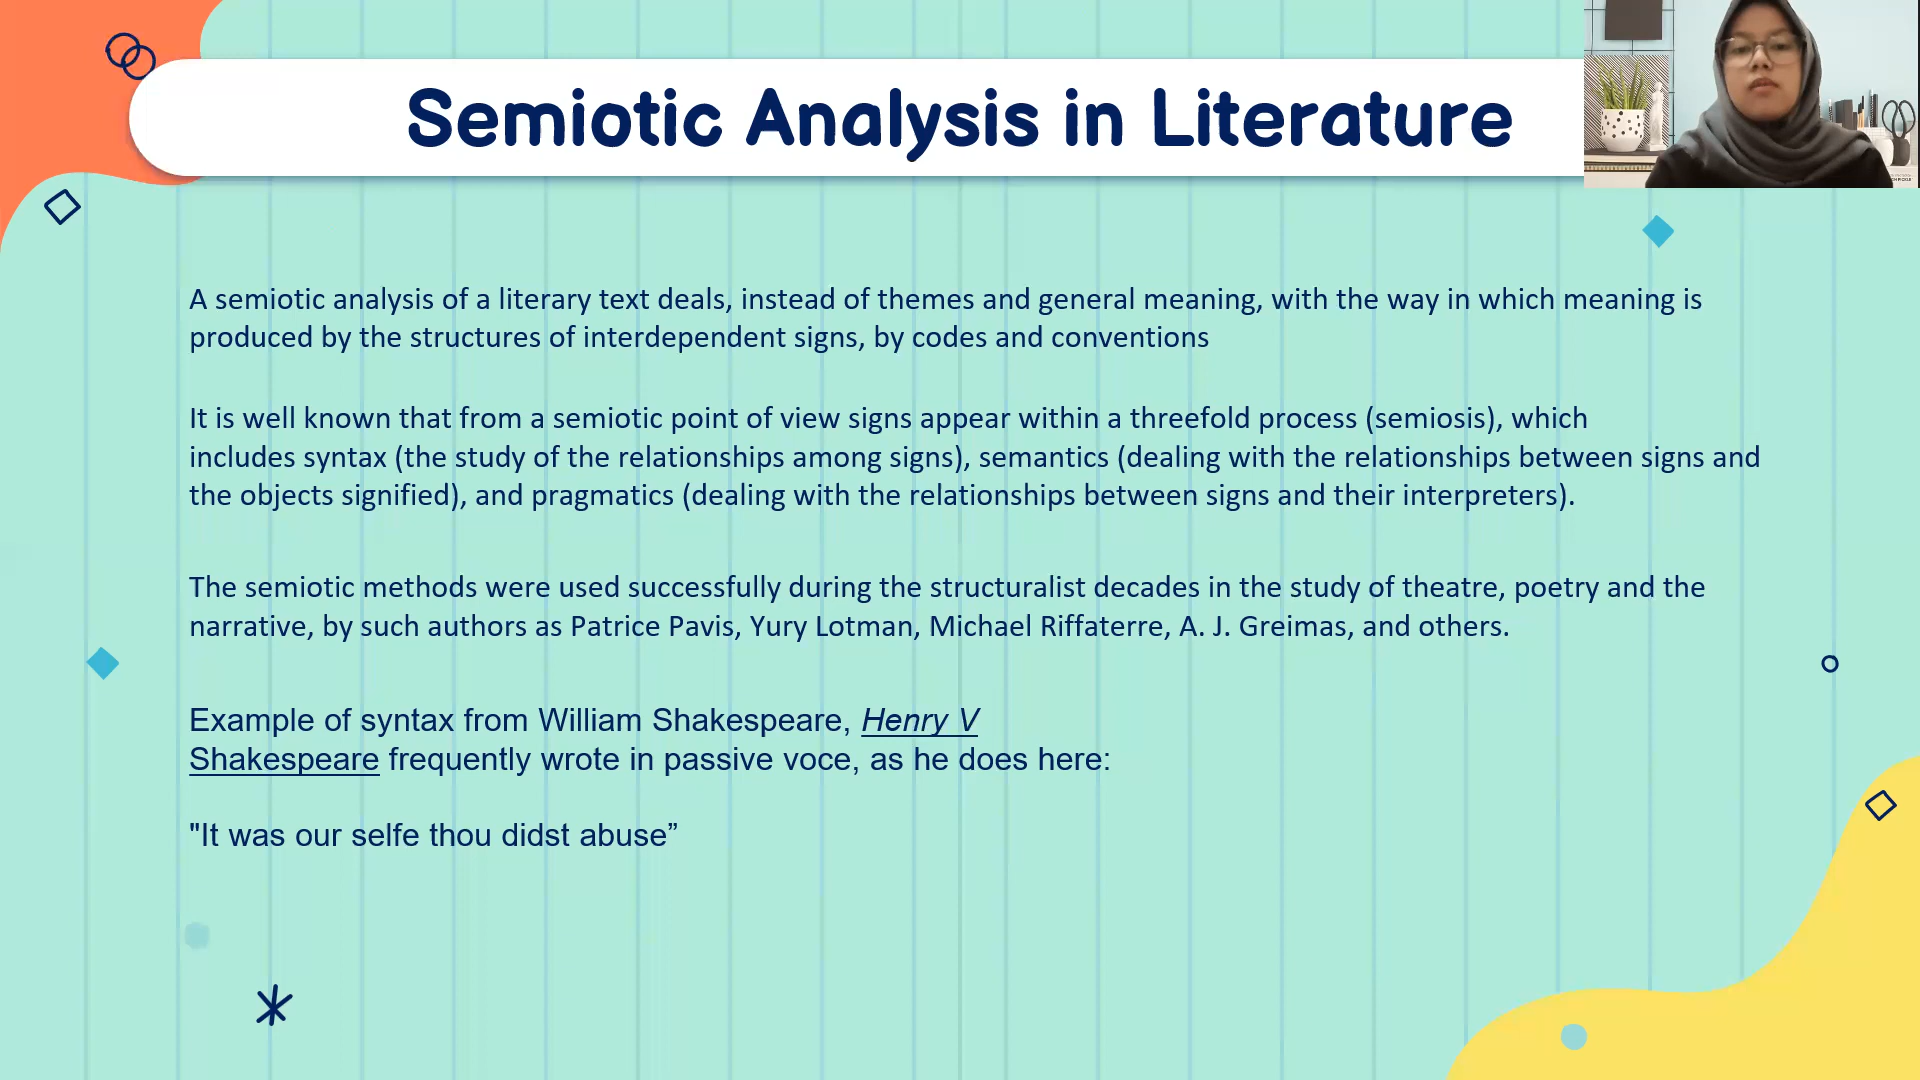 Semiotic Analysis in Literature
A semiotic analysis of a literary text deals, instead of themes and general meaning, with the way in which meaning is
produced by the structures of interdependent signs, by codes and conventions
It is well known that from a semiotic point of view signs appear within a threefold process (semiosis), which
includes syntax (the study of the relationships among signs), semantics (dealing with the relationships between signs and
the objects signified), and pragmatics (dealing with the relationships between signs and their interpreters).
The semiotic methods were used successfully during the structuralist decades in the study of theatre, poetry and the
narrative, by such authors as Patrice Pavis, Yury Lotman, Michael Riffaterre, A. J. Greimas, and others.
Example of syntax from William Shakespeare, Henry V
Shakespeare frequently wrote in passive voce, as he does here:
"It was our selfe thou didst abuse”